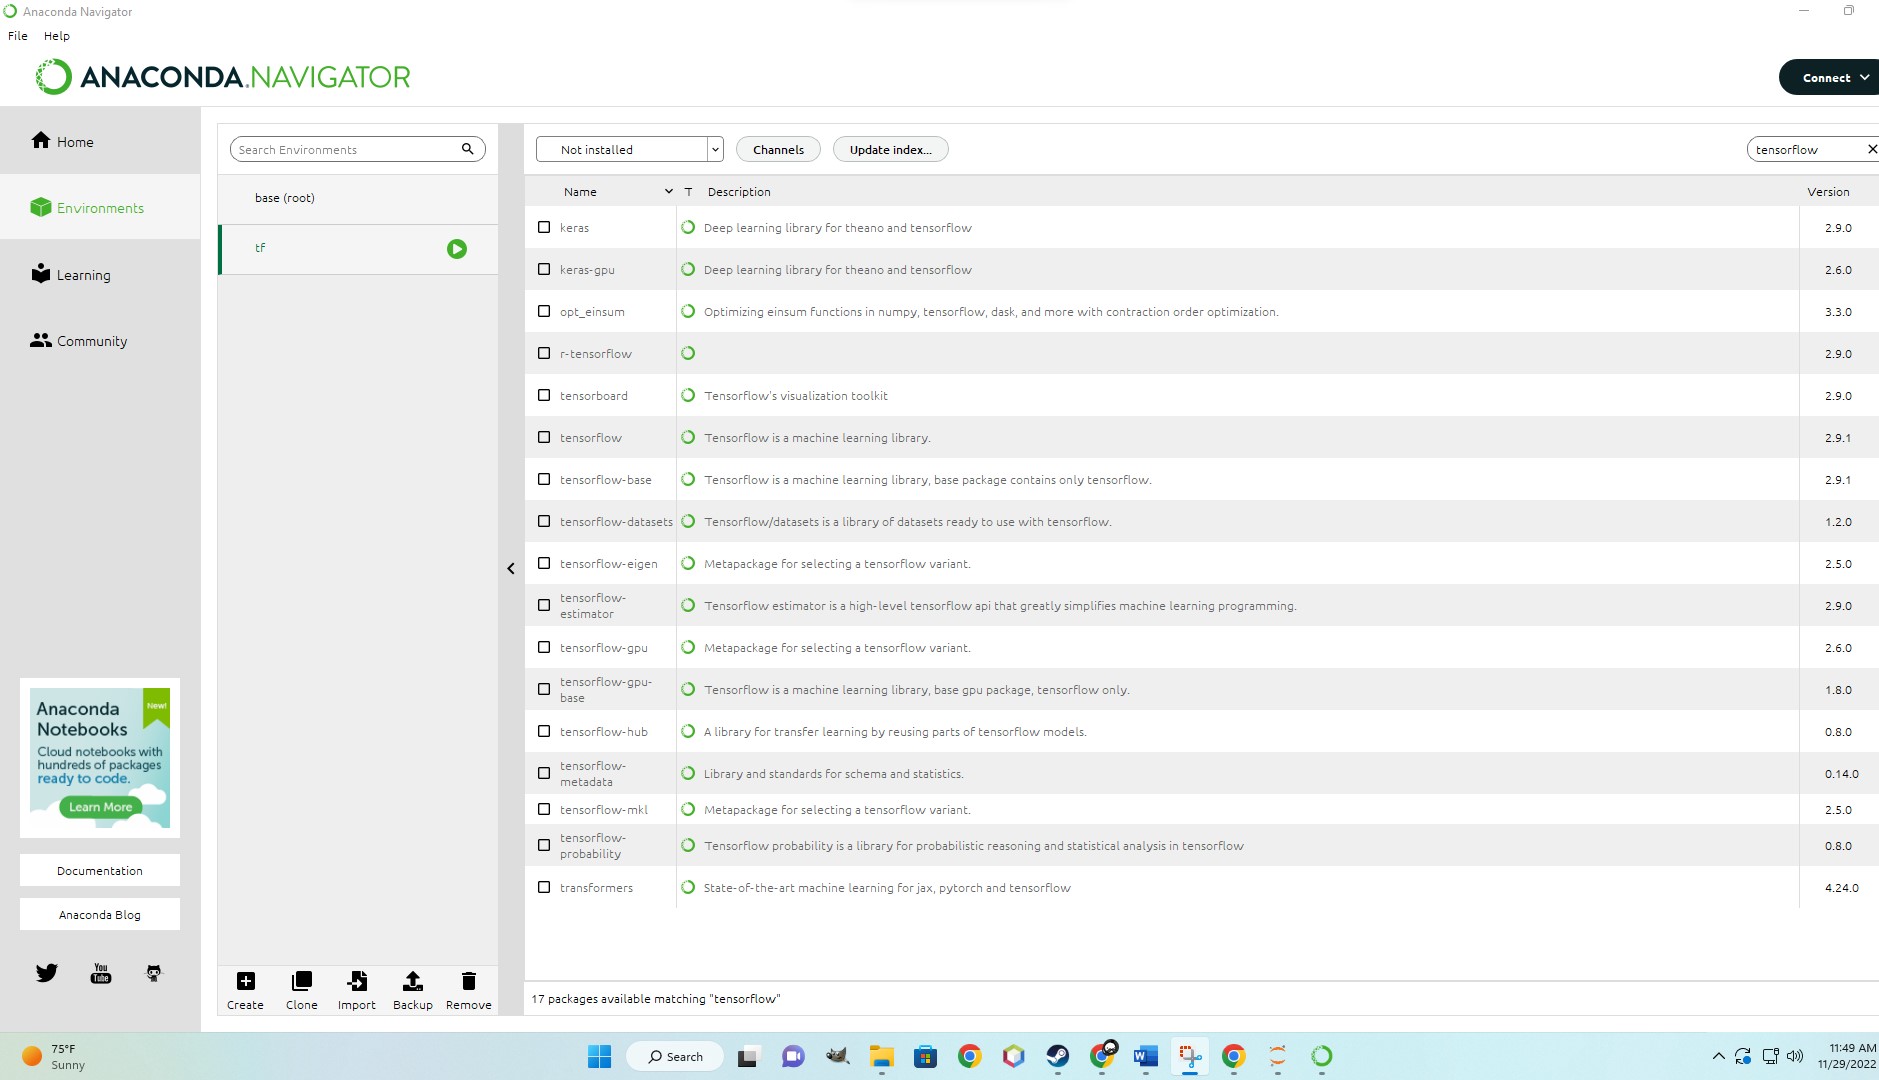 Anaconda Navigator
File Help
ANACONDA.NAVIGATOR
Connect
Home
Environments
Learning
Community
Anaconda
Notebooks
New!
Cloud notebooks with
hundreds of packages
ready to code.
Learn More
Documentation
Anaconda Blog
You
Tube
Search Environments
base (root)
tf
Create Clone Import Backup Remove
Not installed Channels Update index... tensorflow
Name T Description Version
keras Deep learning library for theano and tensorflow 2.9.0
keras-gpu Deep learning library for theano and tensorflow 2.6.0
opt_einsum Optimizing einsum functions in numpy, tensorflow, dask, and more with contraction order optimization. 3.3.0
r-tensorflow 2.9.0
tensorboard Tensorflow's visualization toolkit 2.9.0
tensorflow Tensorflow is a machine learning library. 2.9.1
tensorflow-base Tensorflow is a machine learning library, base package contains only tensorflow. 2.9.1
tensorflow-datasets Tensorflow/datasets is a library of datasets ready to use with tensorflow. 1.2.0
tensorflow-eigen Metapackage for selecting a tensorflow variant. 2.5.0
tensorflow-
estimator Tensorflow estimator is a high-level tensorflow api that greatly simplifies machine learning programming. 2.9.0
tensorflow-gpu Metapackage for selecting a tensorflow variant. 2.6.0
tensorflow-gpu-
base Tensorflow is a machine learning library, base gpu package, tensorflow only. 1.8.0
tensorflow-hub A library for transfer learning by reusing parts of tensorflow models. 0.8.0
tensorflow-
metadata Library and standards for schema and statistics. 0.14.0
tensorflow-mkl Metapackage for selecting a tensorflow variant. 2.5.0
tensorflow-
probability Tensorflow probability is a library for probabilistic reasoning and statistical analysis in tensorflow 0.8.0
transformers State-of-the-art machine learning for jax, pytorch and tensorflow 4.24.0
17 packages available matching "tensorflow"
75°F
Sunny
Search
11:49 AM
11/29/2022